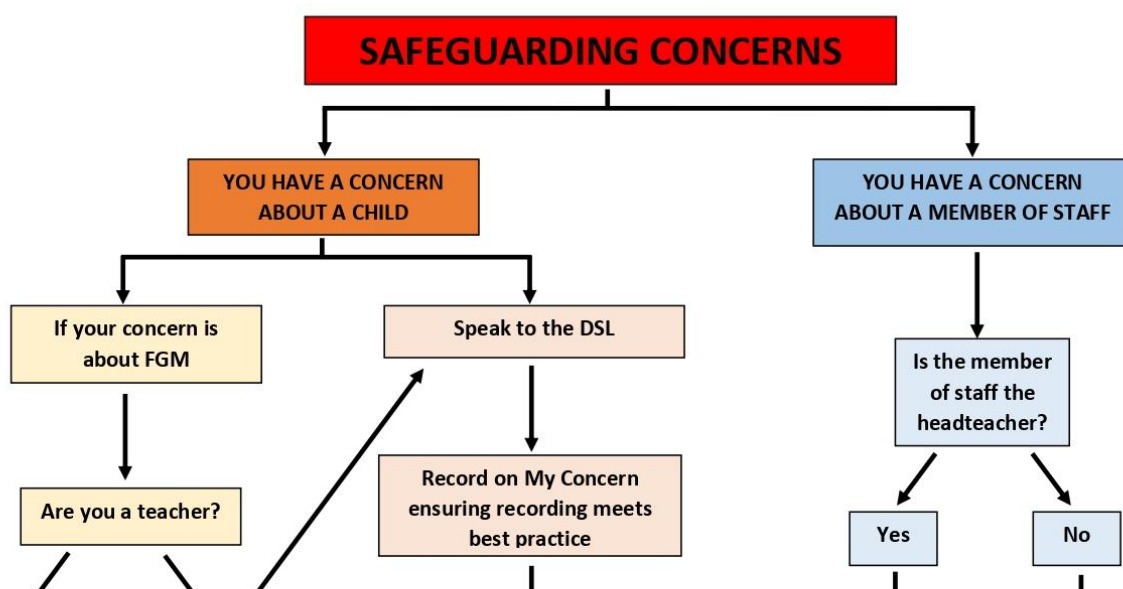 SAFEGUARDING CONCERNS
YOU HAVE A CONCERN
ABOUT A CHILD
YOU HAVE A CONCERN
ABOUT A MEMBER OF STAFF
If your concern is
about FGM
Speak to the DSL
Is the member
of staff the
headteacher?
Are you a teacher?
Record on My Concern
ensuring recording meets
best practice
Yes
No